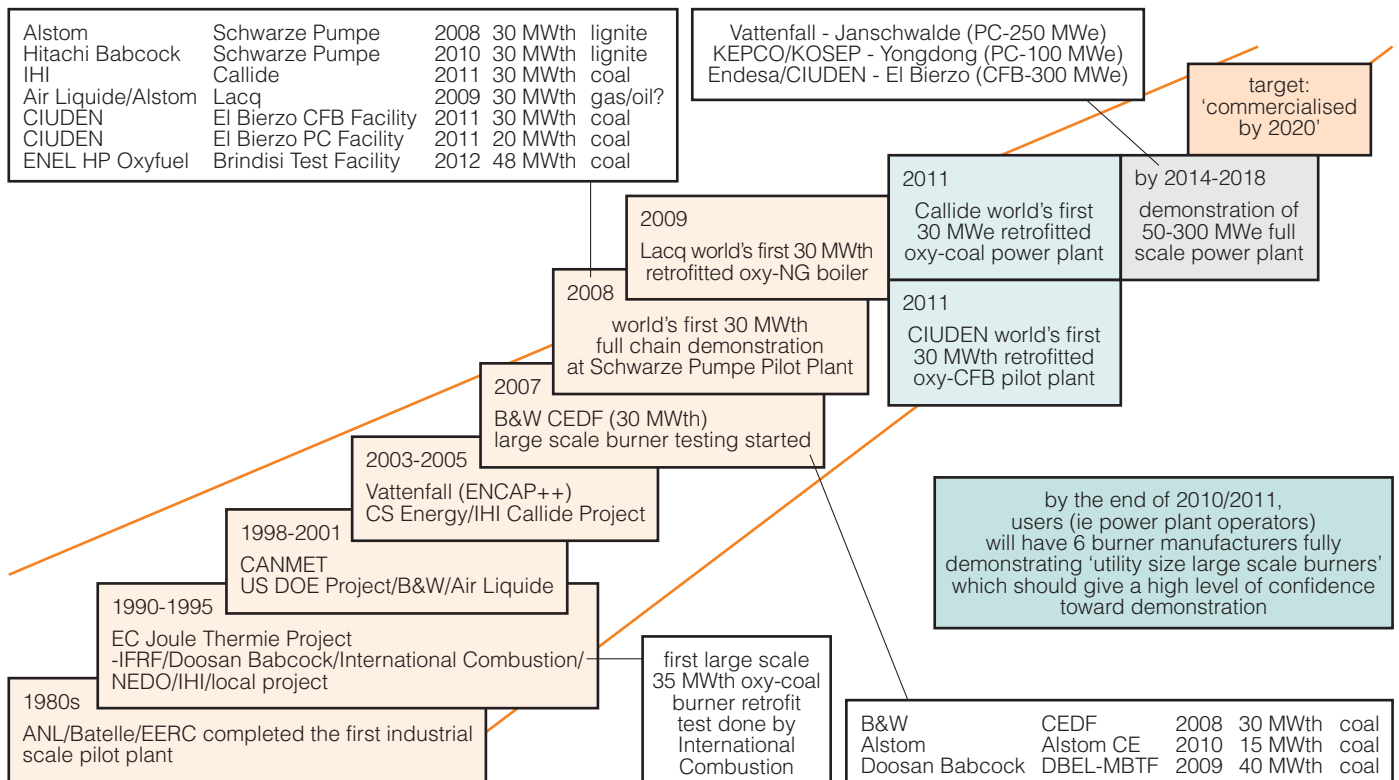 Alstom Schwarze Pumpe 2008 30 MWth lignite
Hitachi Babcock Schwarze Pumpe 2010 30 MWth lignite
IHI Callide 2011 30 MWth coal
Air Liquide/Alstom Lacq 2009 30 MWth gas/oil?
CIUDEN El Bierzo CFB Facility 2011 30 MWth coal
CIUDEN El Bierzo PC Facility 2011 20 MWth coal
ENEL HP Oxyfuel Brindisi Test Facility 2012 48 MWth coal
Vattenfall - Janschwalde (PC-250 MWe)
KEPCO/KOSEP - Yongdong (PC-100 MWe)
Endesa/CIUDEN - El Bierzo (CFB-300 MWe)
target:
'commercialised
by 2020'
2011
Callide world's first
30 MWe retrofitted
oxy-coal power plant
by 2014-2018
demonstration of
50-300 MWe full
scale power plant
2009
Lacq world's first 30 MWth
retrofitted oxy-NG boiler
2008
world's first 30 MWth
full chain demonstration
at Schwarze Pumpe Pilot Plant
2011
CIUDEN world's first
30 MWth retrofitted
oxy-CFB pilot plant
2007
B&W CEDF (30 MWth)
large scale burner testing started
2003-2005
Vattenfall (ENCAP++)
CS Energy/IHI Callide Project
by the end of 2010/2011,
users (ie power plant operators)
will have 6 burner manufacturers fully
demonstrating 'utility size large scale burners'
which should give a high level of confidence
toward demonstration
1998-2001
CANMET
US DOE Project/B&W/Air Liquide
1990-1995
EC Joule Thermie Project
-IFRF/Doosan Babcock/International Combustion/
NEDO/IHI/local project
first large scale
35 MWth oxy-coal
burner retrofit
test done by
International
Combustion
1980s
ANL/Batelle/EERC completed the first industrial
scale pilot plant
B&W CEDF 2008 30 MWth coal
Alstom Alstom CE 2010 15 MWth coal
Doosan Babcock DBEL-MBTF 2009 40 MWth coal